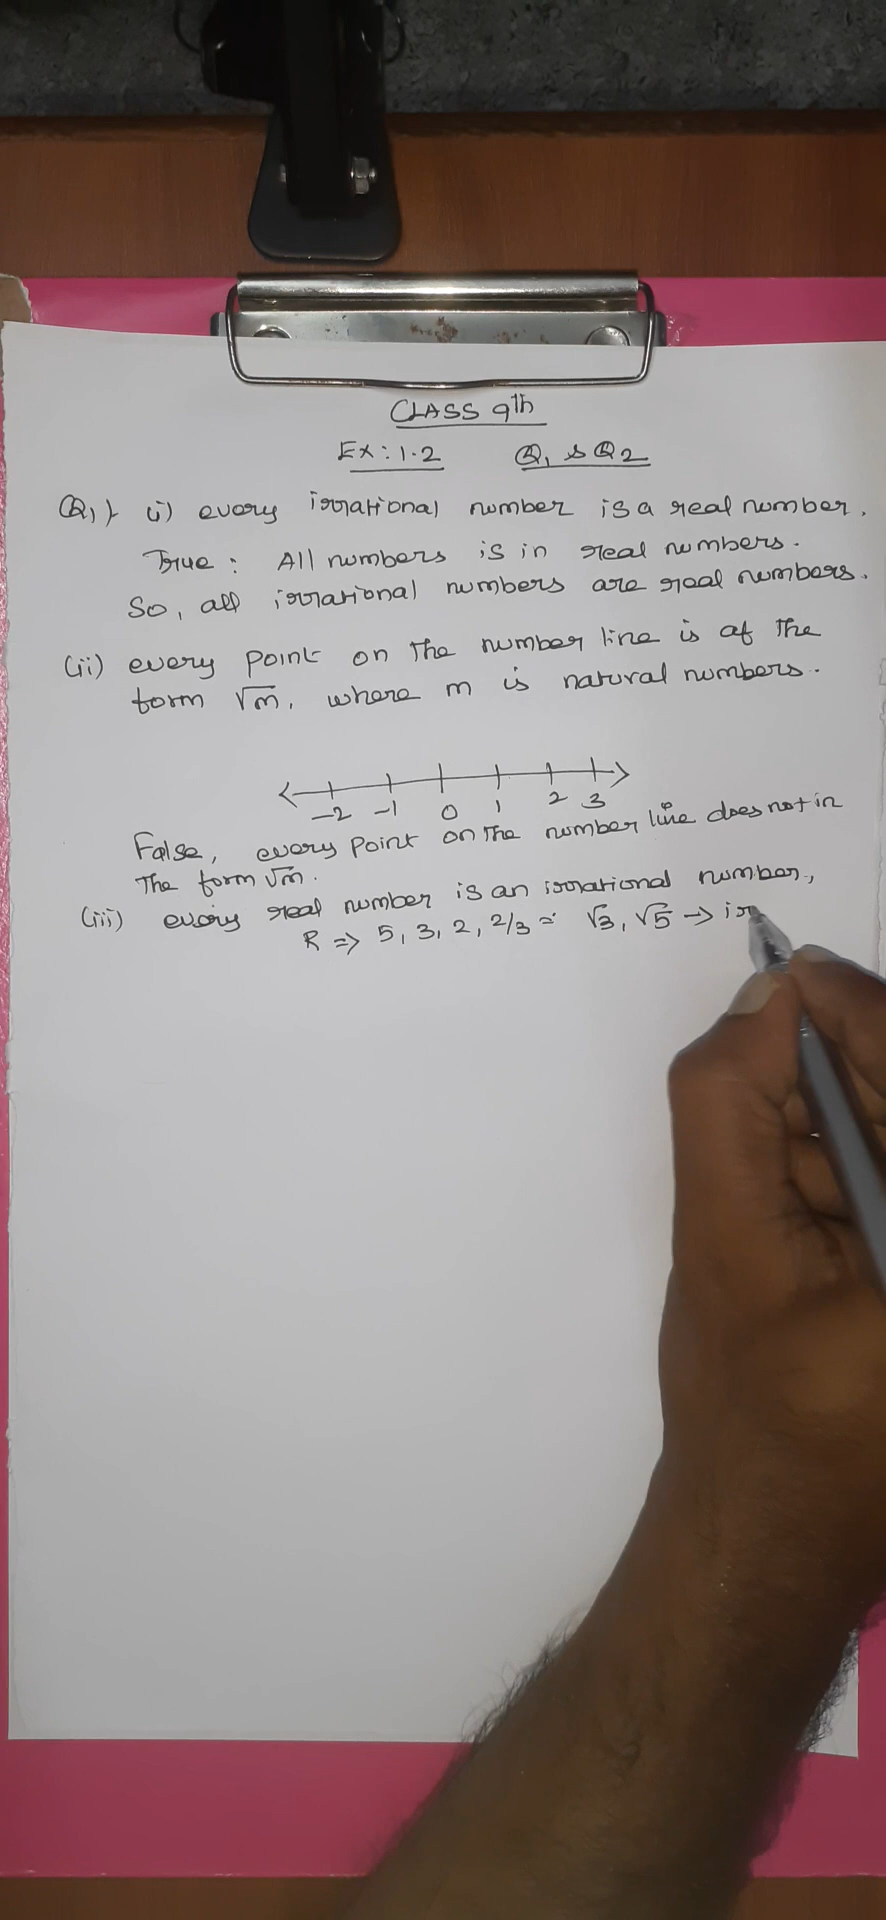 CLASS 9th
Ex: 1.2 Q1 & Q2
Q1) (i) every irrational number is a real number.
True: All numbers is in real numbers.
So, all irrational numbers are real numbers.
(ii) every point on the number line is of the
form √m, where m is natural numbers.
-2 -1 0 1 2 3
False, every point on the number line does not in
the form √m.
(iii) every real number is an irrational number,
R => 5, 3, 2, 2/3 = √3, √5 → ir